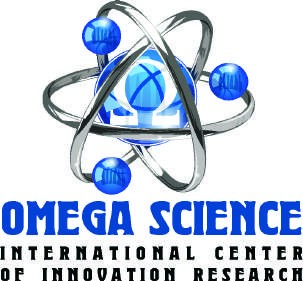 Ω
OMEGA SCIENCE
INTERNATIONAL CENTER
OF INNOVATION RESEARCH